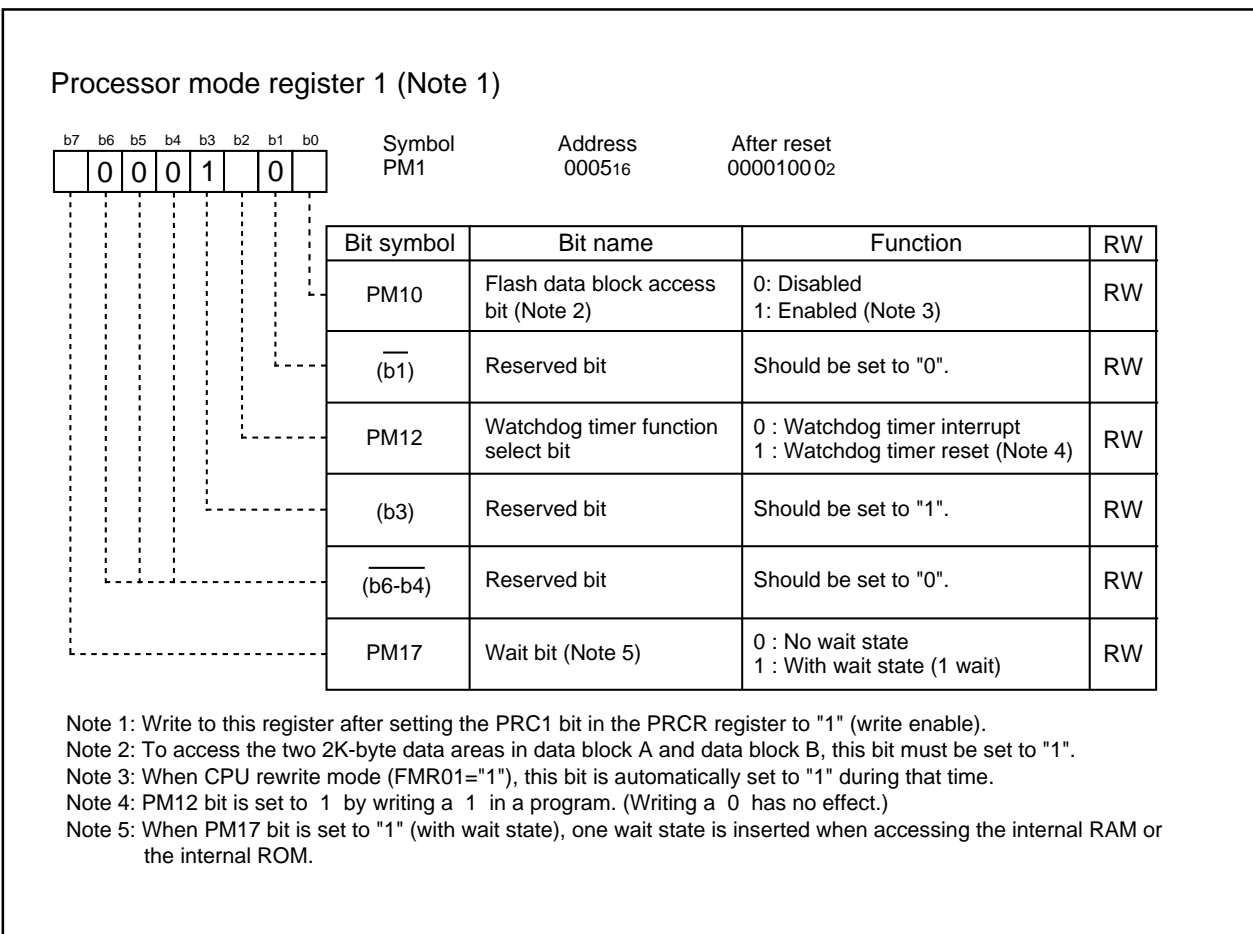 Processor mode register 1 (Note 1)
b7 b6 b5 b4 b3 b2 b1 b0
Symbol Address After reset
0 0 0 1 0
PM1 000516 000010002
Bit symbol Bit name Function RW
PM10 Flash data block access bit (Note 2) 0: Disabled
1: Enabled (Note 3) RW
(b1) Reserved bit Should be set to "0". RW
PM12 Watchdog timer function select bit 0 : Watchdog timer interrupt
1 : Watchdog timer reset (Note 4) RW
(b3) Reserved bit Should be set to "1". RW
(b6-b4) Reserved bit Should be set to "0". RW
PM17 Wait bit (Note 5) 0 : No wait state
1 : With wait state (1 wait) RW
Note 1: Write to this register after setting the PRC1 bit in the PRCR register to "1" (write enable).
Note 2: To access the two 2K-byte data areas in data block A and data block B, this bit must be set to "1".
Note 3: When CPU rewrite mode (FMR01="1"), this bit is automatically set to "1" during that time.
Note 4: PM12 bit is set to 1 by writing a 1 in a program. (Writing a 0 has no effect.)
Note 5: When PM17 bit is set to "1" (with wait state), one wait state is inserted when accessing the internal RAM or
the internal ROM.